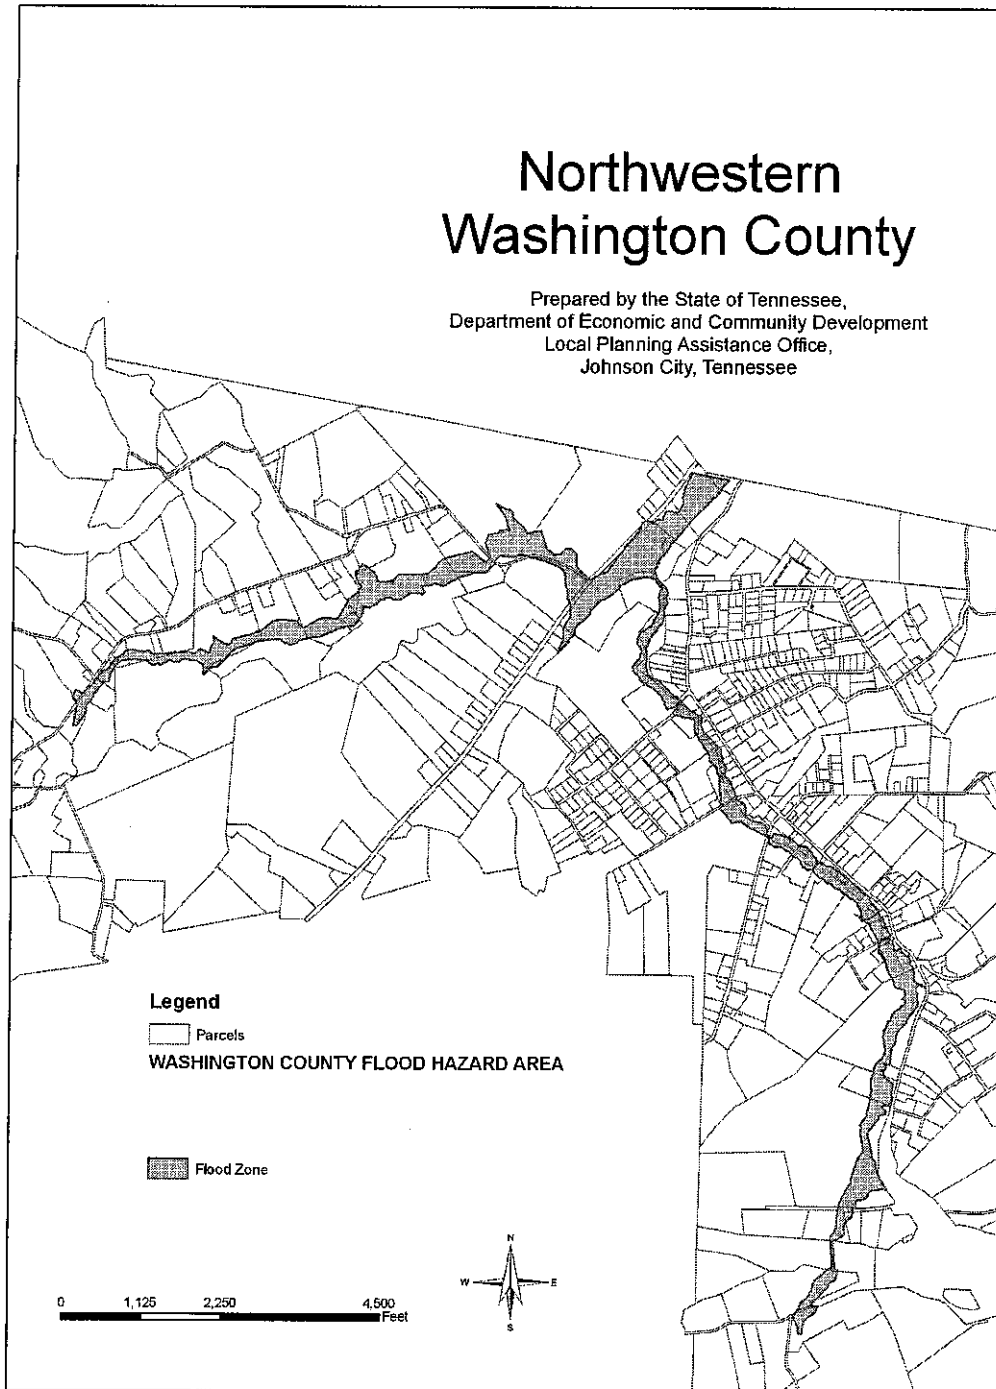 Northwestern
Washington County
Prepared by the State of Tennessee,
Department of Economic and Community Development
Local Planning Assistance Office,
Johnson City, Tennessee
Legend
Parcels
WASHINGTON COUNTY FLOOD HAZARD AREA
Flood Zone
N
W E
S
0 1,125 2,250 4,500
Feet